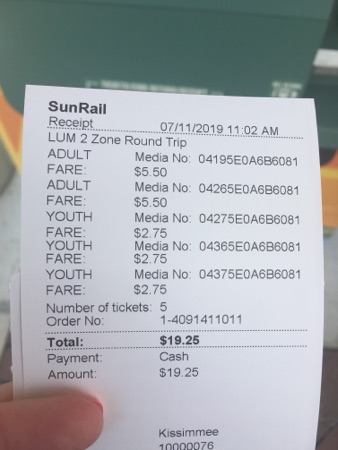 SunRail
Receipt 07/11/2019 11:02 AM
LUM 2 Zone Round Trip
ADULT Media No: 04195E0A6B6081
FARE: $5.50
ADULT Media No: 04265E0A6B6081
FARE: $5.50
YOUTH Media No: 04275E0A6B6081
FARE: $2.75
YOUTH Media No: 04365E0A6B6081
FARE: $2.75
YOUTH Media No: 04375E0A6B6081
FARE: $2.75
Number of tickets: 5
Order No: 1-4091411011
Total: $19.25
Payment: Cash
Amount: $19.25
Kissimmee
10000076